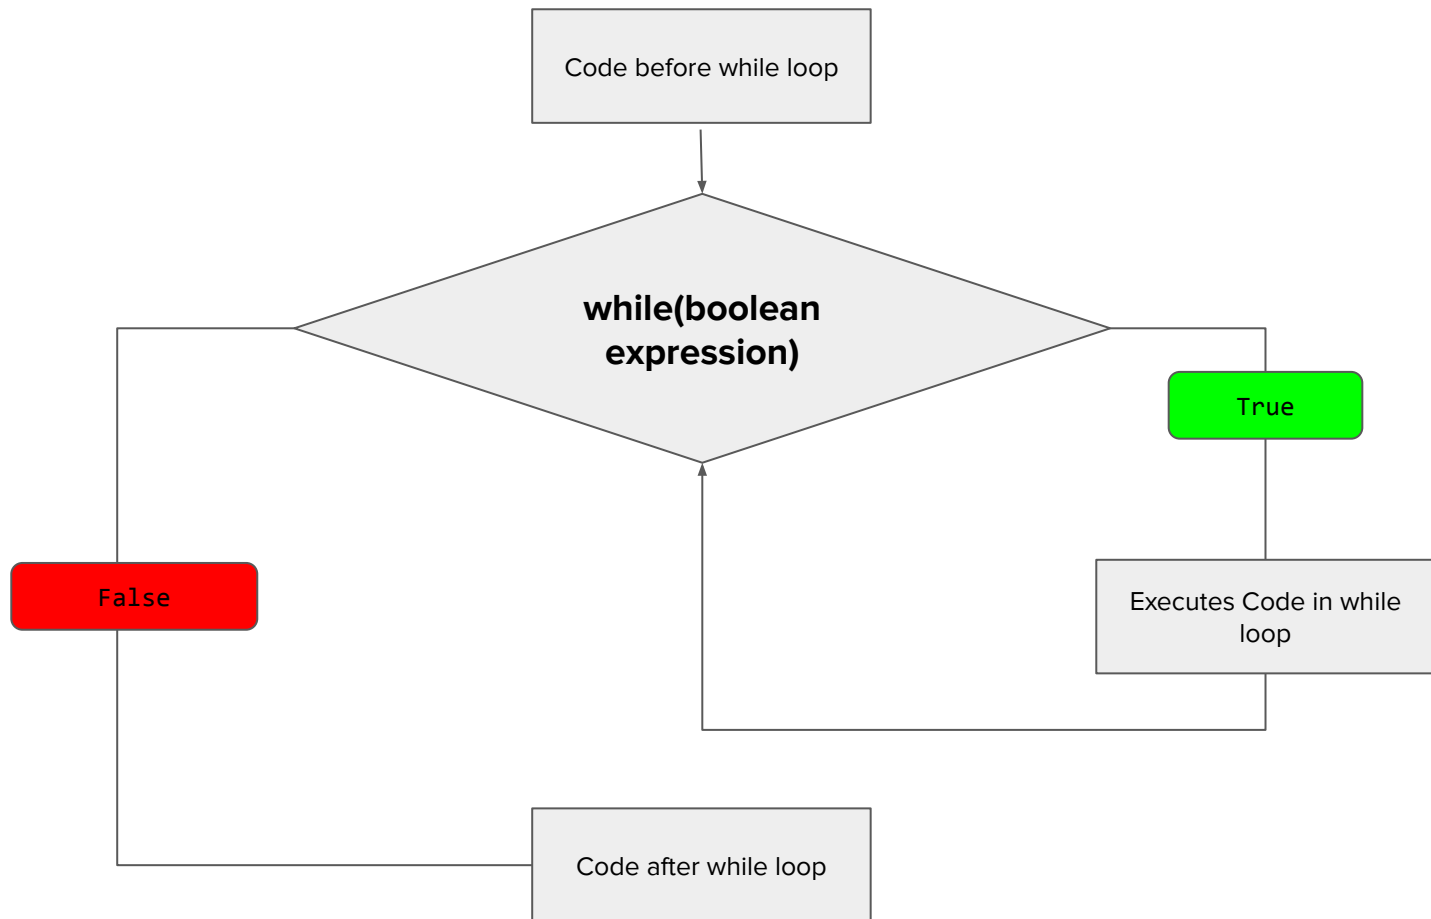 Code before while loop
while(boolean
expression)
True
False
Executes Code in while
loop
Code after while loop